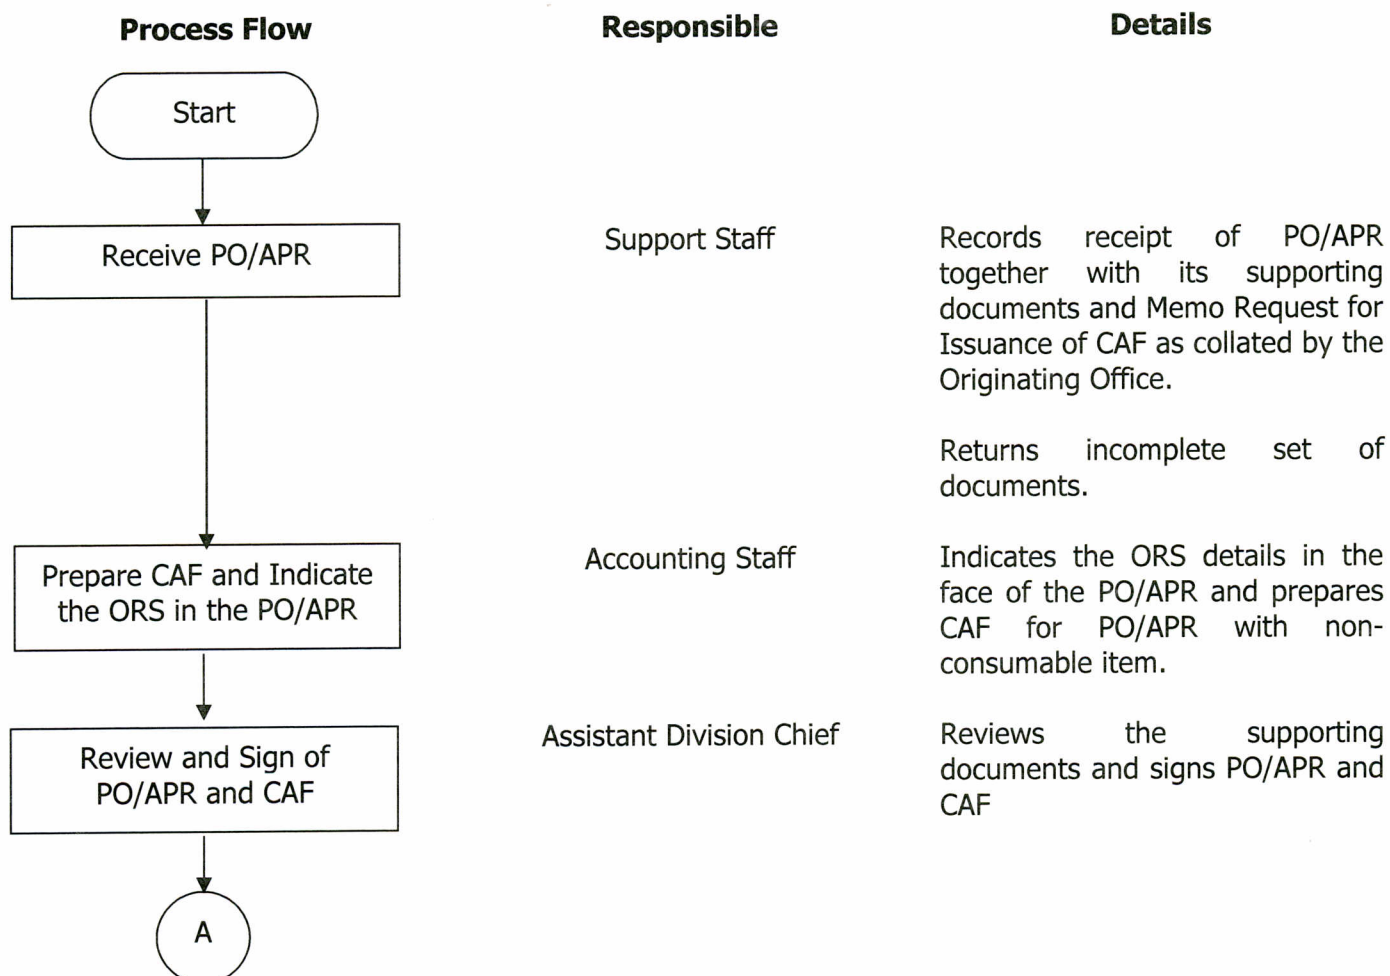 Process Flow
Responsible
Details
Start
Receive PO/APR
Support Staff
Records receipt of PO/APR
together with its supporting
documents and Memo Request for
Issuance of CAF as collated by the
Originating Office.
Returns incomplete set of
documents.
Prepare CAF and Indicate
the ORS in the PO/APR
Accounting Staff
Indicates the ORS details in the
face of the PO/APR and prepares
CAF for PO/APR with non-
consumable item.
Review and Sign of
PO/APR and CAF
Assistant Division Chief
Reviews the supporting
documents and signs PO/APR and
CAF
A